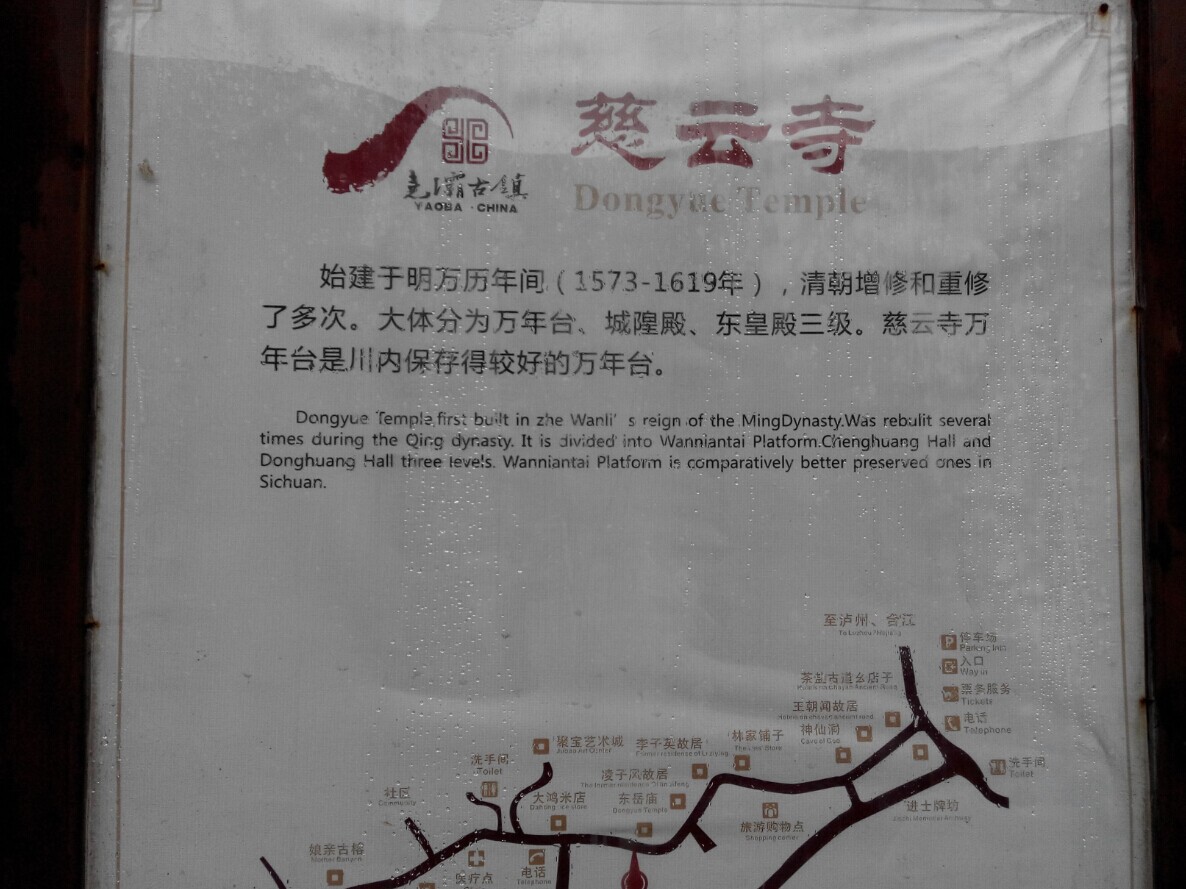 慈云寺
Dongyue Temple
尧灞古镇
YAOBA · CHINA
始建于明万历年间（1573-1619年），清朝增修和重修
了多次。大体分为万年台、城隍殿、东皇殿三级。慈云寺万
年台是川内保存得较好的万年台。
Dongyue Temple,first built in zhe Wanli' s reign of the MingDynasty.Was rebulit several
times during the Qing dynasty. It is divided into Wanniantai Platform.Chenghuang Hall and
Donghuang Hall three levels. Wanniantai Platform is comparatively better preserved ones in
Sichuan.
至泸州、合江
P 停车场
入口
Way in
票务服务
Tickets
电话
Telephone
茶盐古道幺店子
王朝闻故居
神仙洞
林家铺子
李子英故居
聚宝艺术城
洗手间
Toilet
洗手间
Toilet
凌子风故居
大鸿米店
东岳庙
Dongyue Temple
社区
Community
旅游购物点
进士牌坊
娘亲古榕
医疗点
电话
Telephone